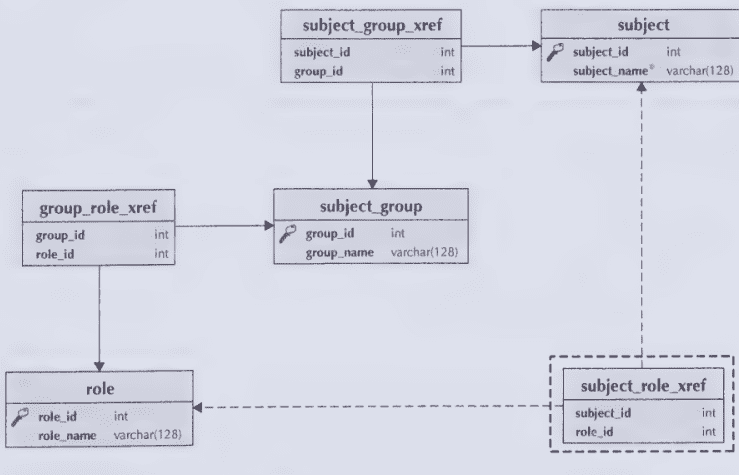 subject_group_xref
subject_id int
group_id int
subject
subject_id int
subject_name* varchar(128)
group_role_xref
group_id int
role_id int
subject_group
group_id int
group_name varchar(128)
role
role_id int
role_name varchar(128)
subject_role_xref
subject_id int
role_id int